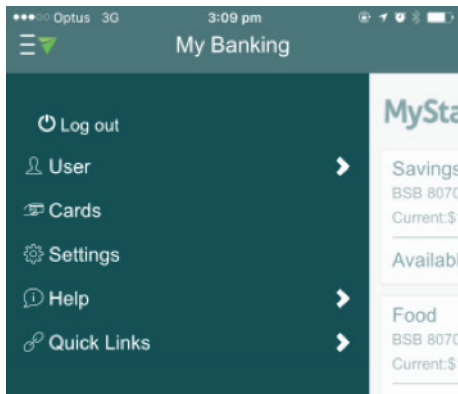 Optus 3G 3:09 pm
My Banking
Log out
User
Cards
Settings
Help
Quick Links
MySta
Savings
BSB 8070
Current:$
Availabl
Food
BSB 8070
Current:$